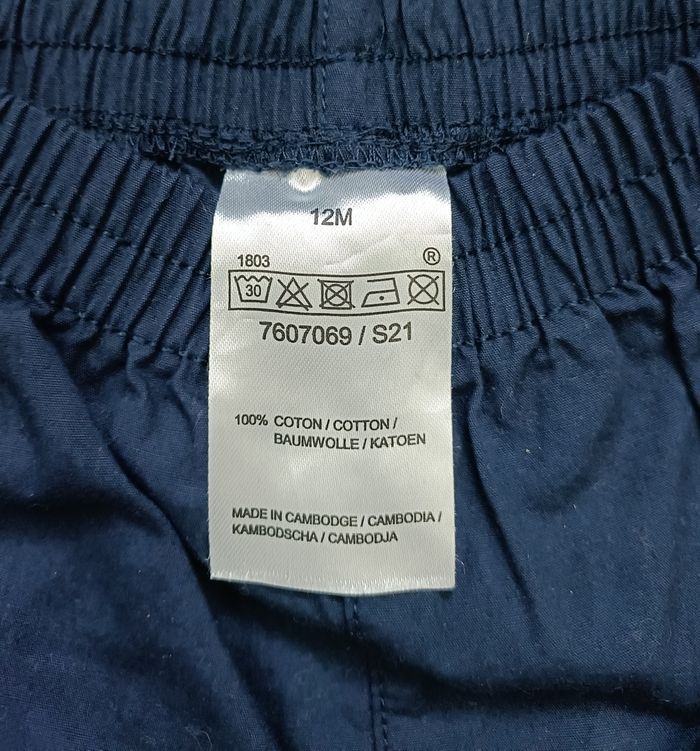 12M
1803 ®
30
7607069 / S21
100% COTON / COTTON /
BAUMWOLLE / KATOEN
MADE IN CAMBODGE / CAMBODIA /
KAMBODSCHA / CAMBODJA